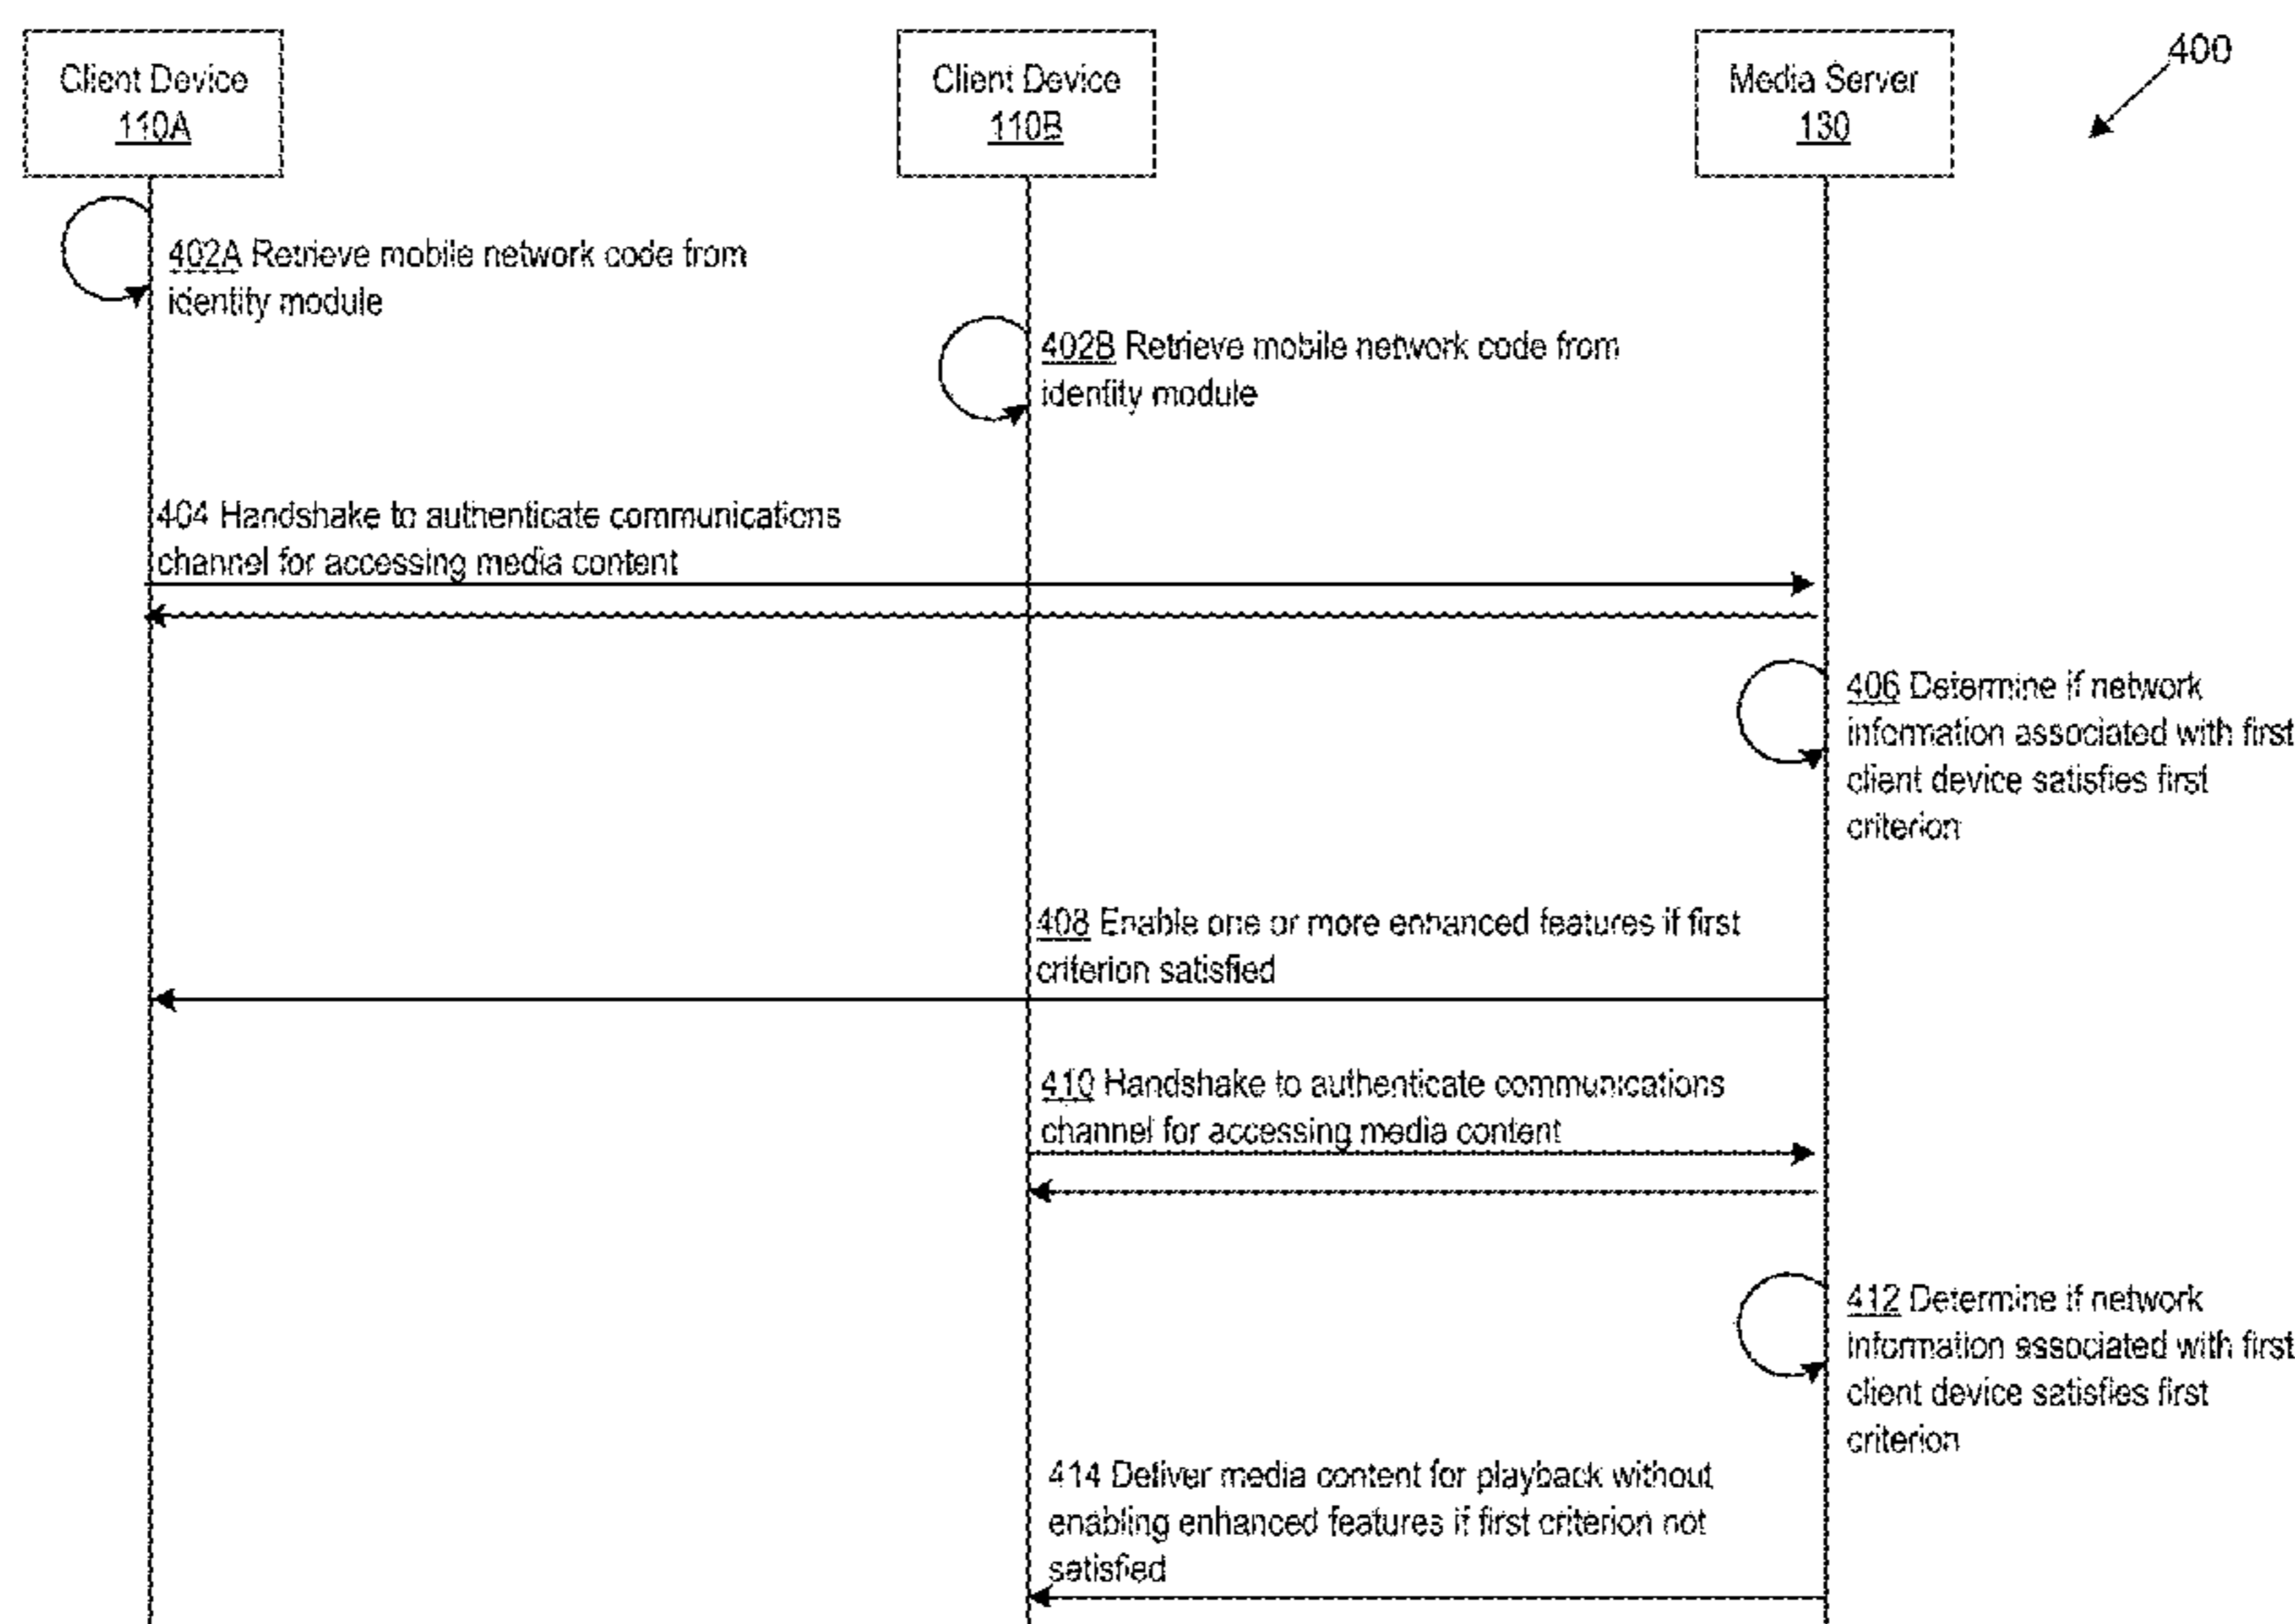 Client Device
110A
Client Device
110B
Media Server
130
400
402A Retrieve mobile network code from
identity module
402B Retrieve mobile network code from
identity module
404 Handshake to authenticate communications
channel for accessing media content
406 Determine if network
information associated with first
client device satisfies first
criterion
408 Enable one or more enhanced features if first
criterion satisfied
410 Handshake to authenticate communications
channel for accessing media content
412 Determine if network
information associated with first
client device satisfies first
criterion
414 Deliver media content for playback without
enabling enhanced features if first criterion not
satisfied